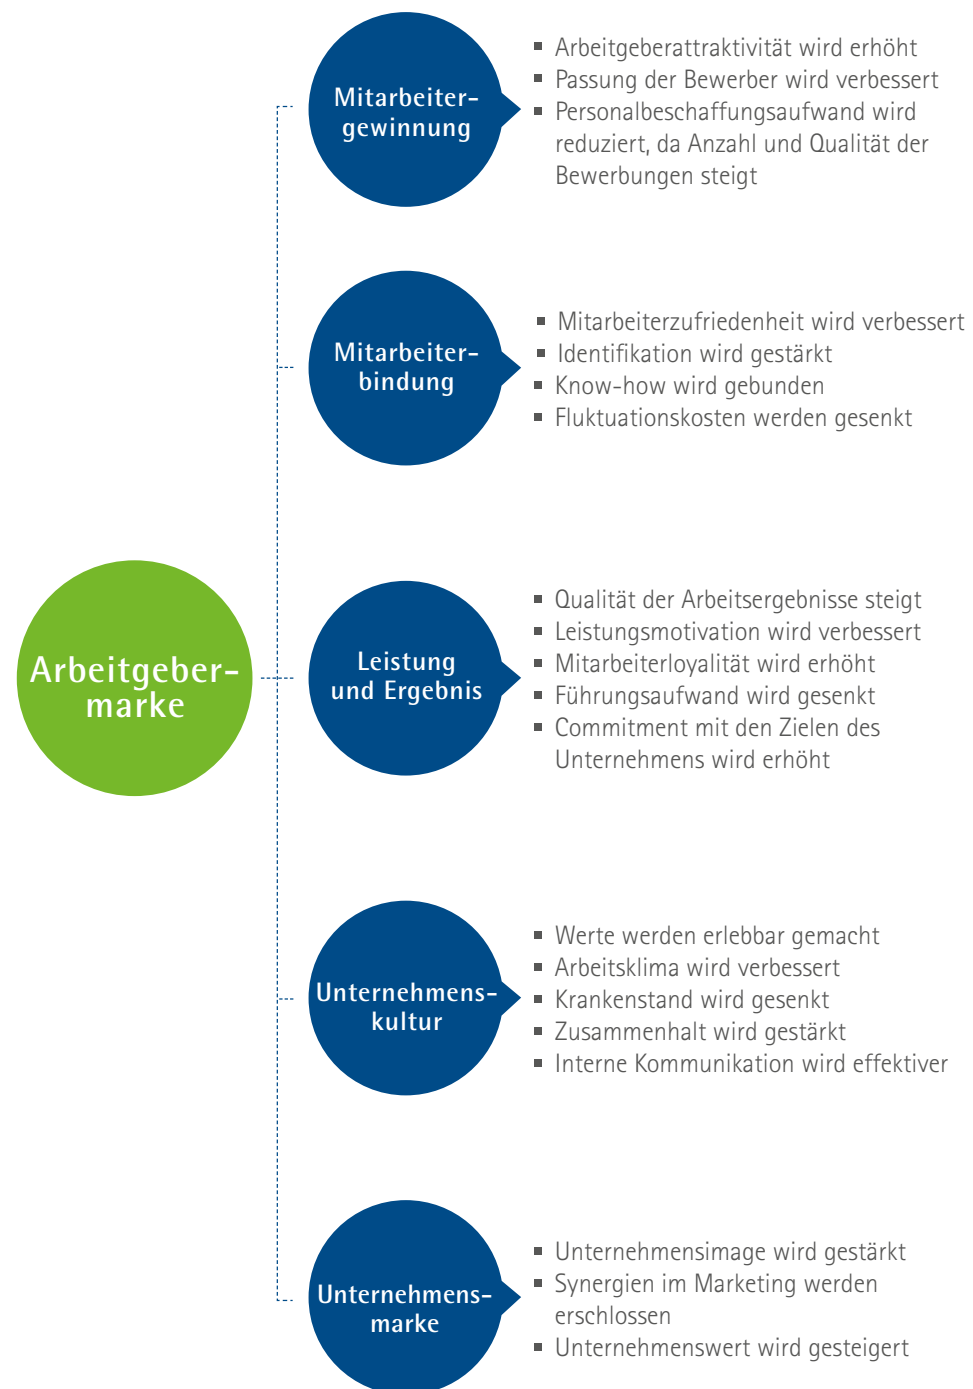 Mitarbeiter-
gewinnung
▪ Arbeitgeberattraktivität wird erhöht
▪ Passung der Bewerber wird verbessert
▪ Personalbeschaffungsaufwand wird
reduziert, da Anzahl und Qualität der
Bewerbungen steigt
Mitarbeiter-
bindung
▪ Mitarbeiterzufriedenheit wird verbessert
▪ Identifikation wird gestärkt
▪ Know-how wird gebunden
▪ Fluktuationskosten werden gesenkt
Arbeitgeber-
marke
Leistung
und Ergebnis
▪ Qualität der Arbeitsergebnisse steigt
▪ Leistungsmotivation wird verbessert
▪ Mitarbeiterloyalität wird erhöht
▪ Führungsaufwand wird gesenkt
▪ Commitment mit den Zielen des
Unternehmens wird erhöht
Unternehmens-
kultur
▪ Werte werden erlebbar gemacht
▪ Arbeitsklima wird verbessert
▪ Krankenstand wird gesenkt
▪ Zusammenhalt wird gestärkt
▪ Interne Kommunikation wird effektiver
Unternehmens-
marke
▪ Unternehmensimage wird gestärkt
▪ Synergien im Marketing werden
erschlossen
▪ Unternehmenswert wird gesteigert